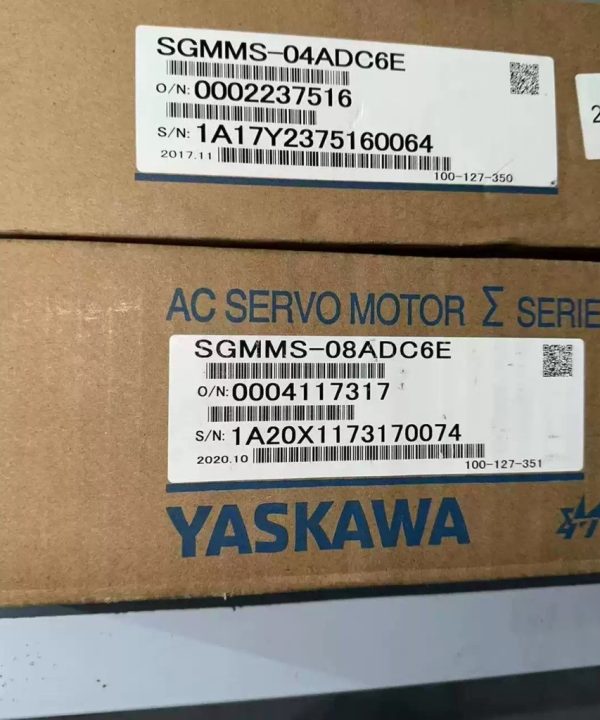 SGMMS-04ADC6E
O/N: 0002237516
S/N: 1A17Y2375160064
2017.11
100-127-350
2
AC SERVO MOTOR Σ SERIE
SGMMS-08ADC6E
O/N: 0004117317
S/N: 1A20X1173170074
2020.10
100-127-351
YASKAWA